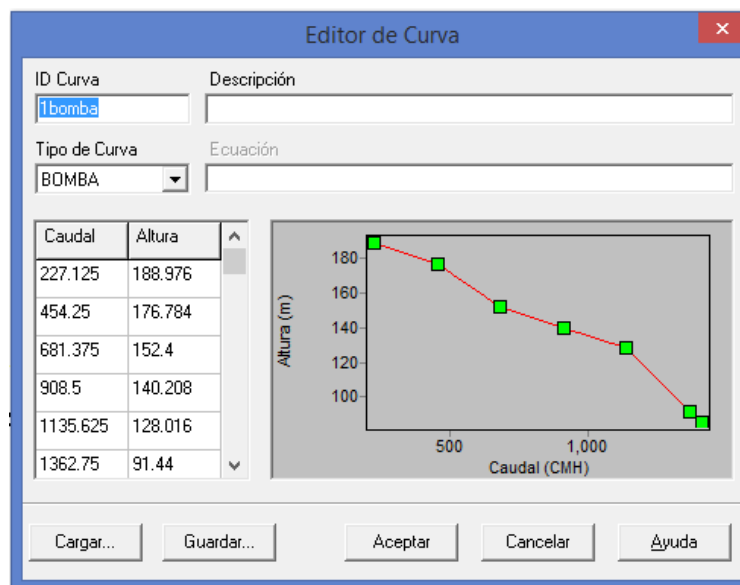 Editor de Curva
ID Curva Descripción
1bomba
Tipo de Curva Ecuación
BOMBA
Caudal Altura
227.125 188.976
454.25 176.784
681.375 152.4
908.5 140.208
1135.625 128.016
1362.75 91.44
Altura (m)
180
160
140
120
100
500 1,000
Caudal (CMH)
Cargar... Guardar... Aceptar Cancelar Ayuda